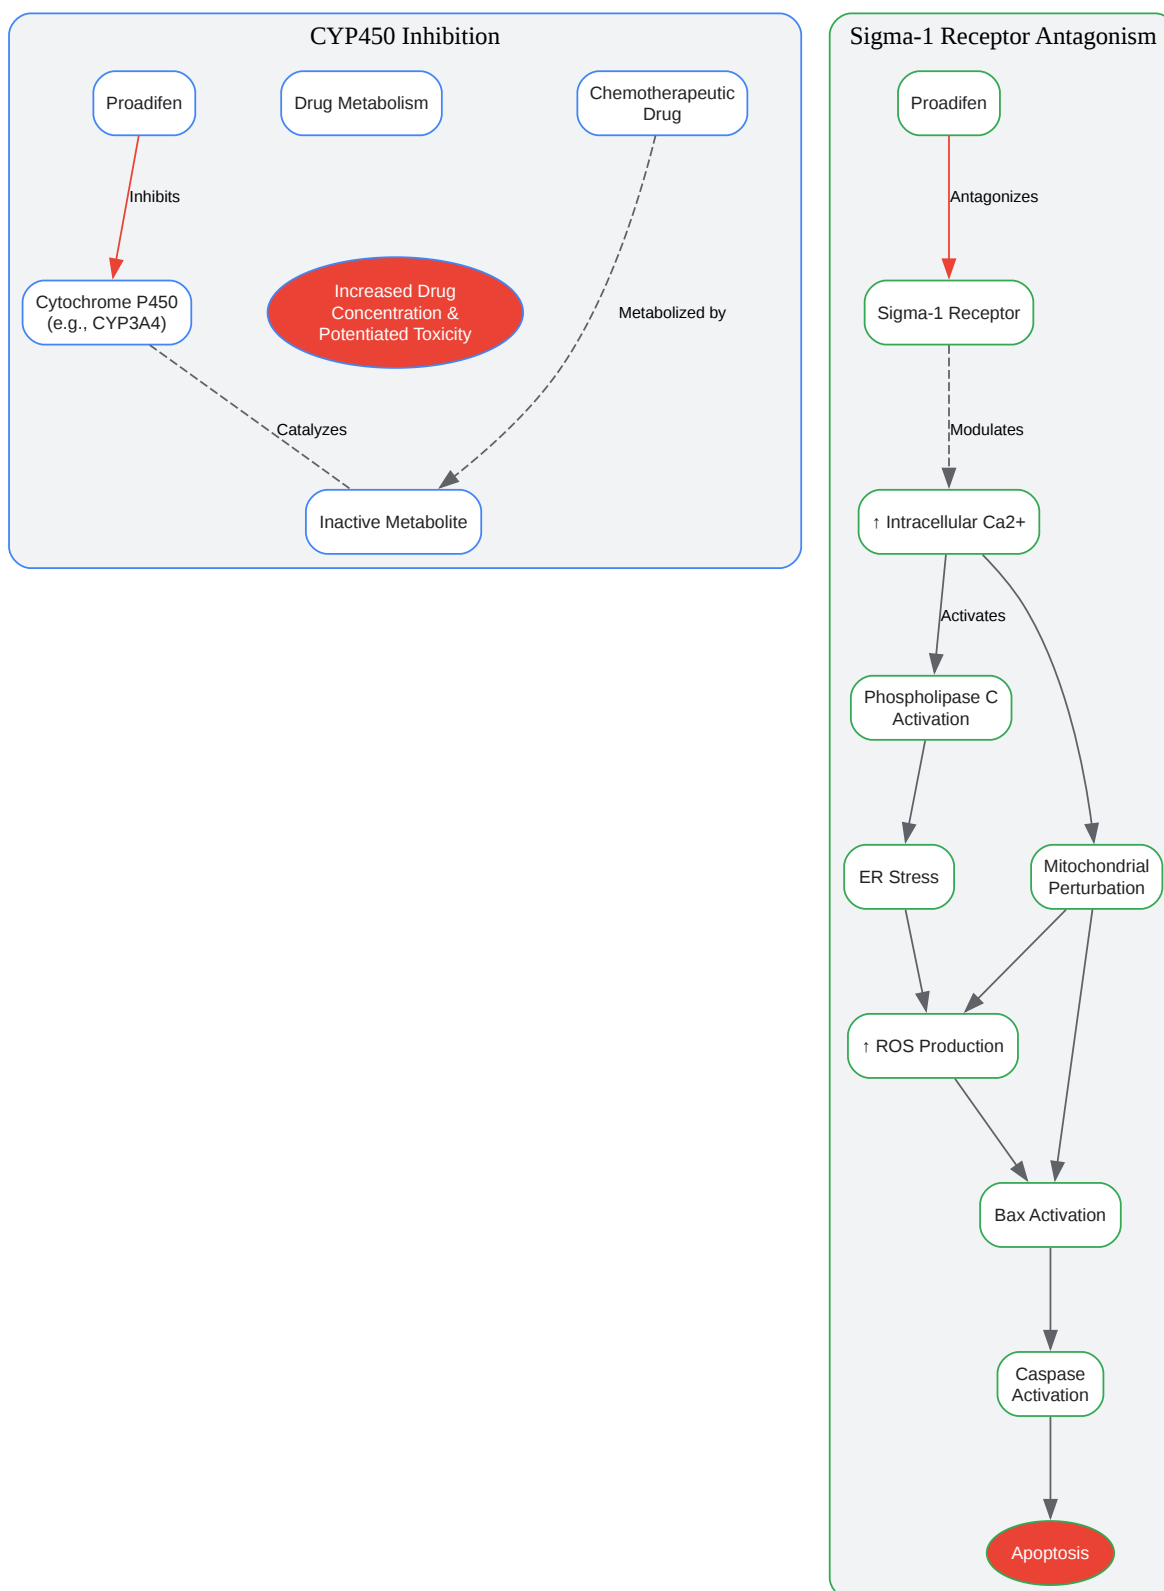 CYP450 Inhibition
Proadifen
Drug Metabolism
Chemotherapeutic
Drug
Inhibits
Cytochrome P450
(e.g., CYP3A4)
Increased Drug
Concentration &
Potentiated Toxicity
Metabolized by
Catalyzes
Inactive Metabolite
Sigma-1 Receptor Antagonism
Proadifen
Antagonizes
Sigma-1 Receptor
Modulates
↑ Intracellular Ca2+
Activates
Phospholipase C
Activation
ER Stress
Mitochondrial
Perturbation
↑ ROS Production
Bax Activation
Caspase
Activation
Apoptosis